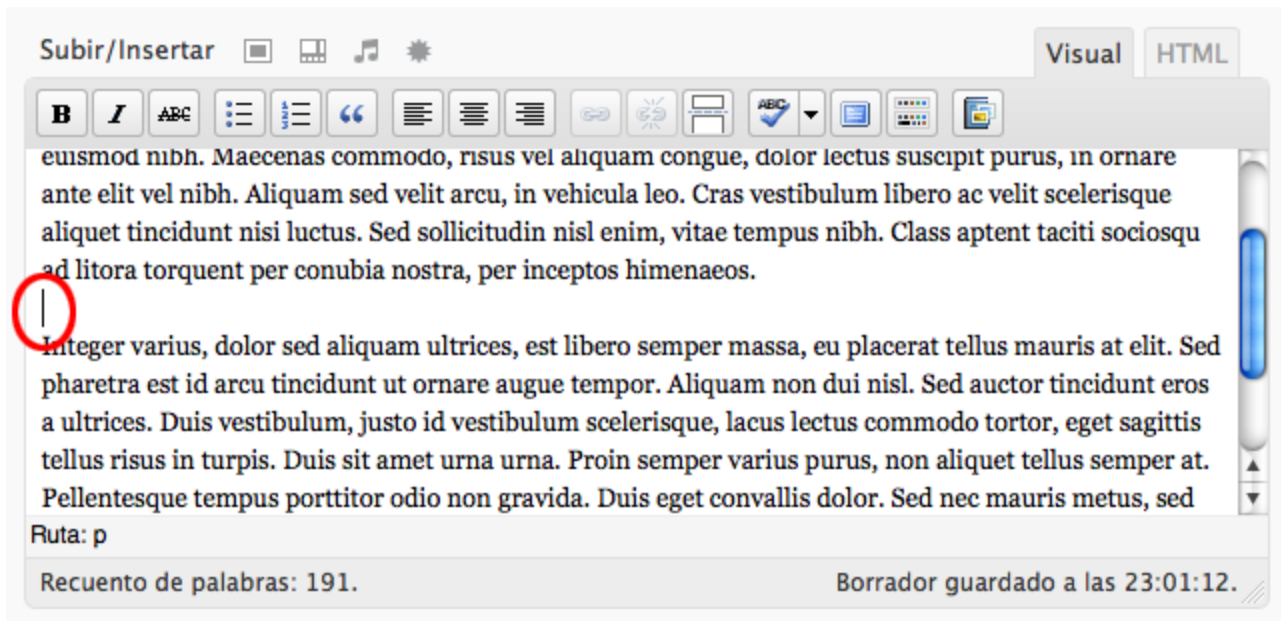 Subir/Insertar
Visual HTML
B I ABC ABC
euismod nibh. Maecenas commodo, risus vel aliquam congue, dolor lectus suscipit purus, in ornare
ante elit vel nibh. Aliquam sed velit arcu, in vehicula leo. Cras vestibulum libero ac velit scelerisque
aliquet tincidunt nisi luctus. Sed sollicitudin nisl enim, vitae tempus nibh. Class aptent taciti sociosqu
ad litora torquent per conubia nostra, per inceptos himenaeos.
Integer varius, dolor sed aliquam ultrices, est libero semper massa, eu placerat tellus mauris at elit. Sed
pharetra est id arcu tincidunt ut ornare augue tempor. Aliquam non dui nisl. Sed auctor tincidunt eros
a ultrices. Duis vestibulum, justo id vestibulum scelerisque, lacus lectus commodo tortor, eget sagittis
tellus risus in turpis. Duis sit amet urna urna. Proin semper varius purus, non aliquet tellus semper at.
Pellentesque tempus porttitor odio non gravida. Duis eget convallis dolor. Sed nec mauris metus, sed
Ruta: p
Recuento de palabras: 191.
Borrador guardado a las 23:01:12.